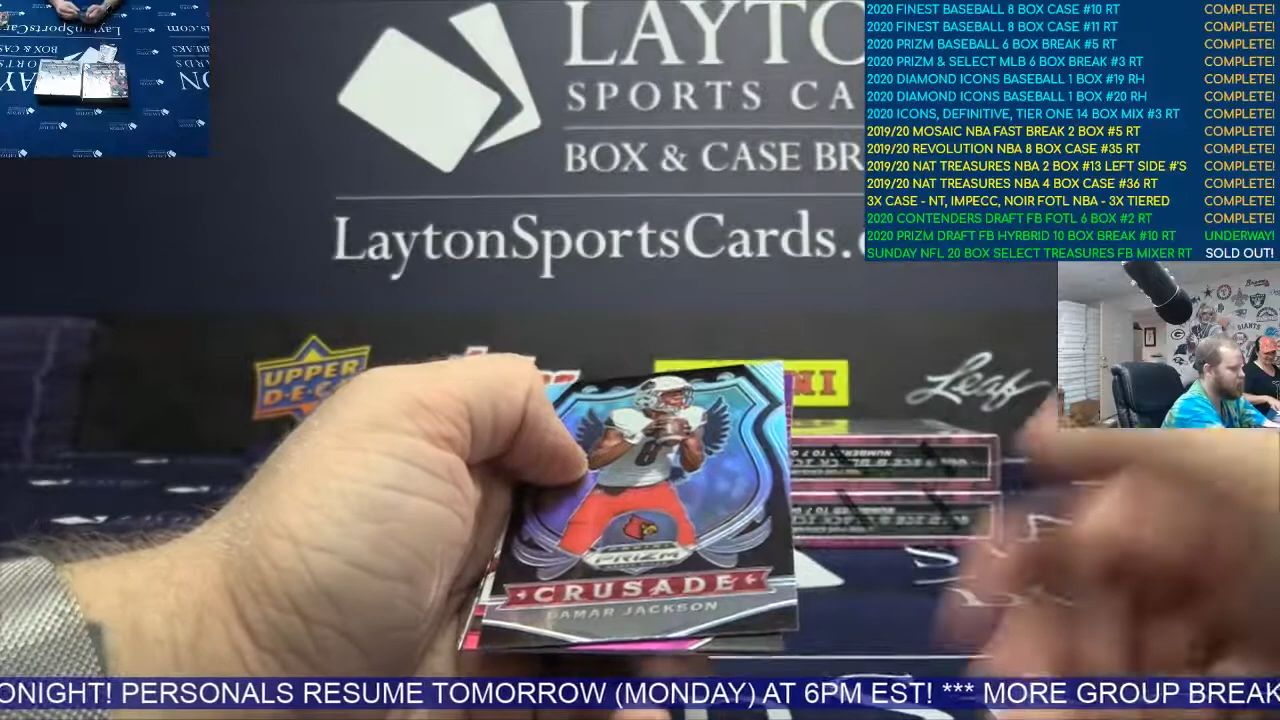 LAYTO
SPORTS CA
BOX & CASE BR
LaytonSportsCards.
2020 FINEST BASEBALL 8 BOX CASE #10 RT COMPLETE!
2020 FINEST BASEBALL 8 BOX CASE #11 RT COMPLETE!
2020 PRIZM BASEBALL 6 BOX BREAK #5 RT COMPLETE!
2020 PRIZM & SELECT MLB 6 BOX BREAK #3 RT COMPLETE!
2020 DIAMOND ICONS BASEBALL 1 BOX #19 RH COMPLETE!
2020 DIAMOND ICONS BASEBALL 1 BOX #20 RH COMPLETE!
2020 ICONS, DEFINITIVE, TIER ONE 14 BOX MIX #3 RT COMPLETE!
2019/20 MOSAIC NBA FAST BREAK 2 BOX #5 RT COMPLETE!
2019/20 REVOLUTION NBA 8 BOX CASE #35 RT COMPLETE!
2019/20 NAT TREASURES NBA 2 BOX #13 LEFT SIDE #'S COMPLETE!
2019/20 NAT TREASURES NBA 4 BOX CASE #36 RT COMPLETE!
3X CASE - NT, IMPECC, NOIR FOTL NBA - 3X TIERED COMPLETE!
2020 CONTENDERS DRAFT FB FOTL 6 BOX #2 RT COMPLETE!
2020 PRIZM DRAFT FB HYRBRID 10 BOX BREAK #10 RT UNDERWAY!
SUNDAY NFL 20 BOX SELECT TREASURES FB MIXER RT SOLD OUT!
GIANTS
UPPER
D·E·C
NI
Leaf
8
PRIZM
CRUSADE
LAMAR JACKSON
ONIGHT! PERSONALS RESUME TOMORROW (MONDAY) AT 6PM EST! *** MORE GROUP BREAK